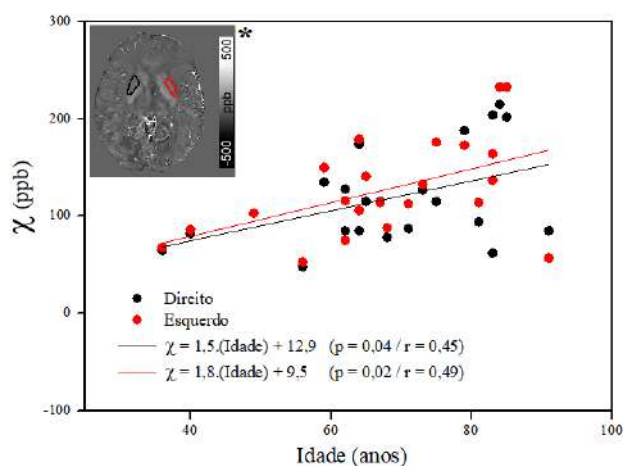 300
200
100
0
-100
χ (ppb)
500
ppb
-500
*
Direito
Esquerdo
χ = 1,5.(Idade) + 12,9 (p = 0,04 / r = 0,45)
χ = 1,8.(Idade) + 9,5 (p = 0,02 / r = 0,49)
40
60
80
100
Idade (anos)